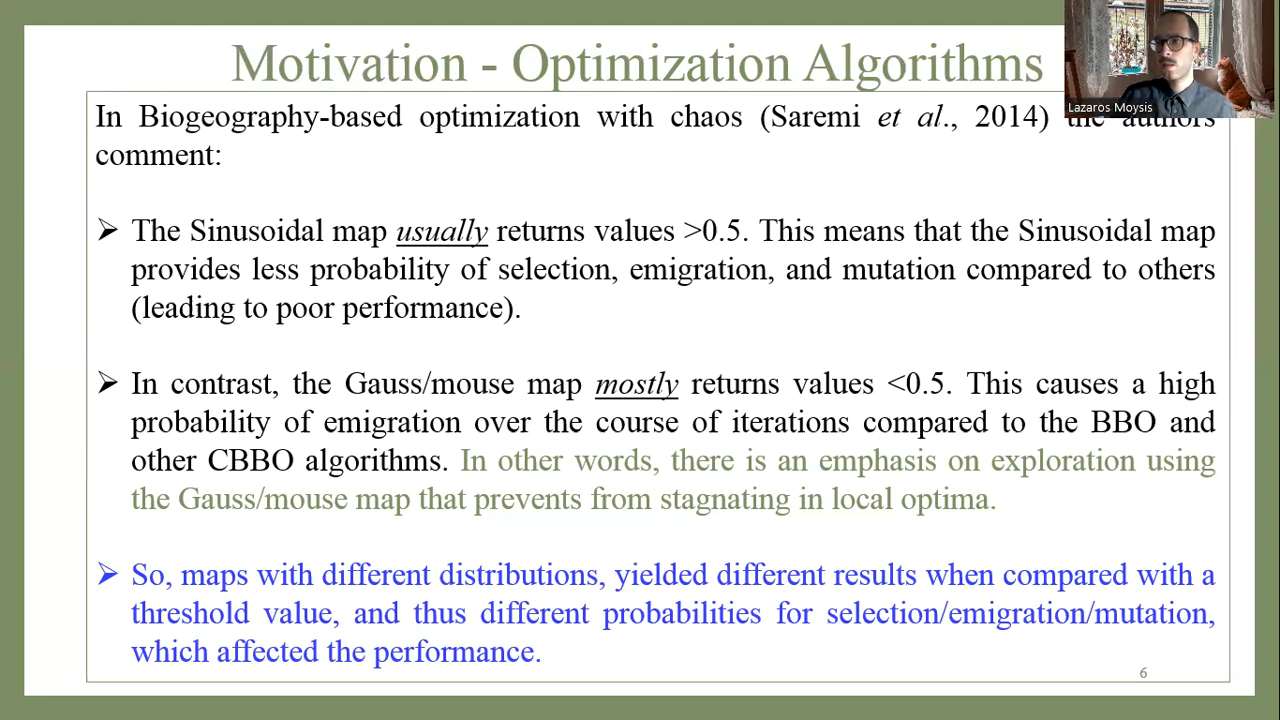 Motivation - Optimization Algorithms
Lazaros Moysis
In Biogeography-based optimization with chaos (Saremi et al., 2014) the authors
comment:
➢ The Sinusoidal map usually returns values >0.5. This means that the Sinusoidal map
provides less probability of selection, emigration, and mutation compared to others
(leading to poor performance).
➢ In contrast, the Gauss/mouse map mostly returns values <0.5. This causes a high
probability of emigration over the course of iterations compared to the BBO and
other CBBO algorithms. In other words, there is an emphasis on exploration using
the Gauss/mouse map that prevents from stagnating in local optima.
➢ So, maps with different distributions, yielded different results when compared with a
threshold value, and thus different probabilities for selection/emigration/mutation,
which affected the performance.
6